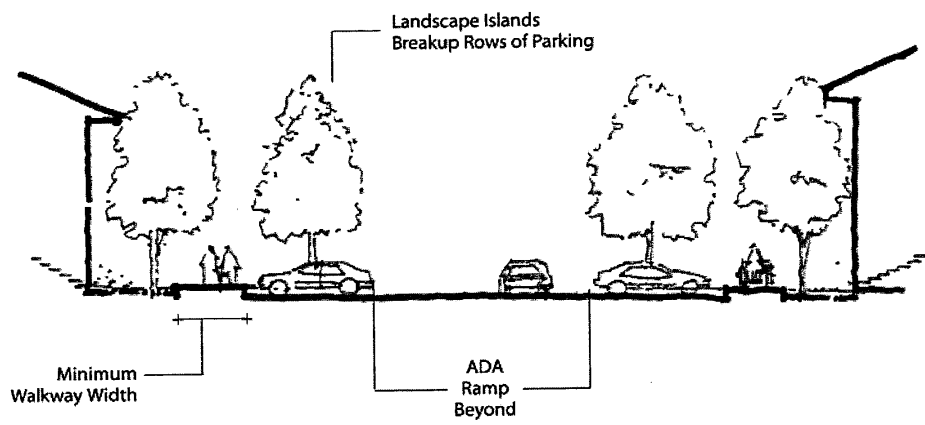 Landscape Islands
Breakup Rows of Parking
Minimum
Walkway Width
ADA
Ramp
Beyond